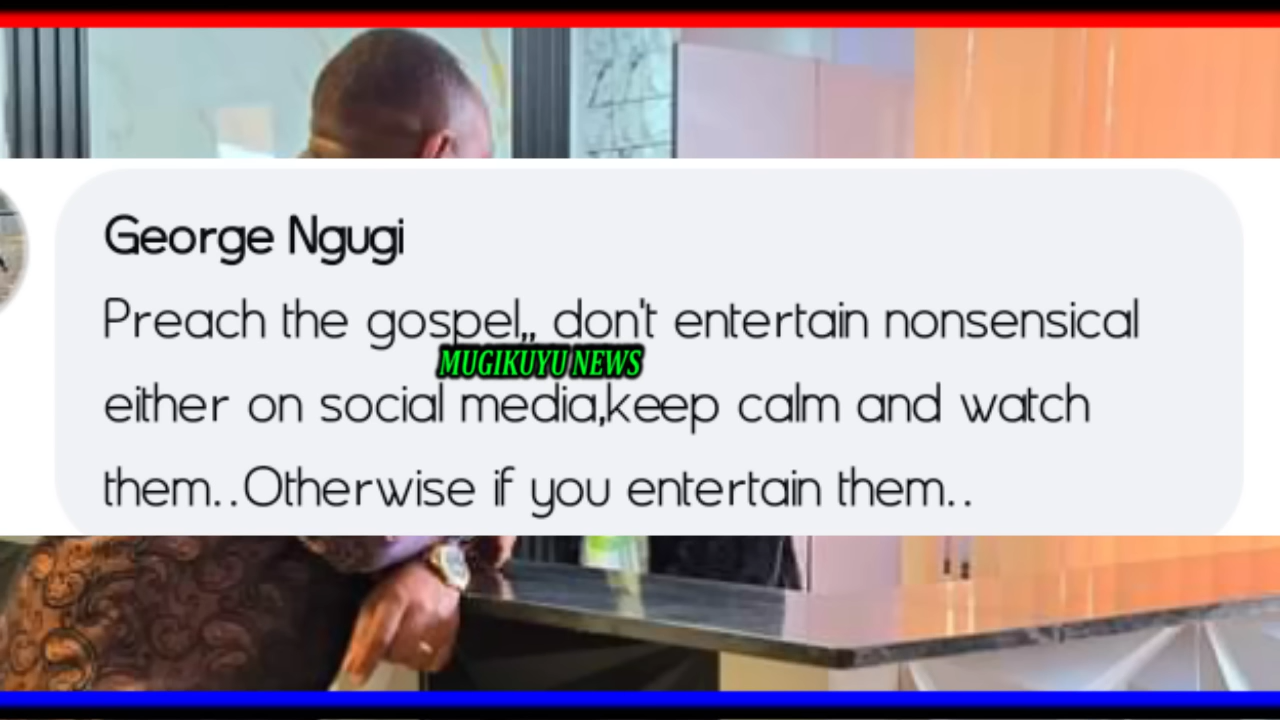 George Ngugi
Preach the gospel,, don't entertain nonsensical
MUGIKUYU NEWS
either on social media,keep calm and watch
them..Otherwise if you entertain them..